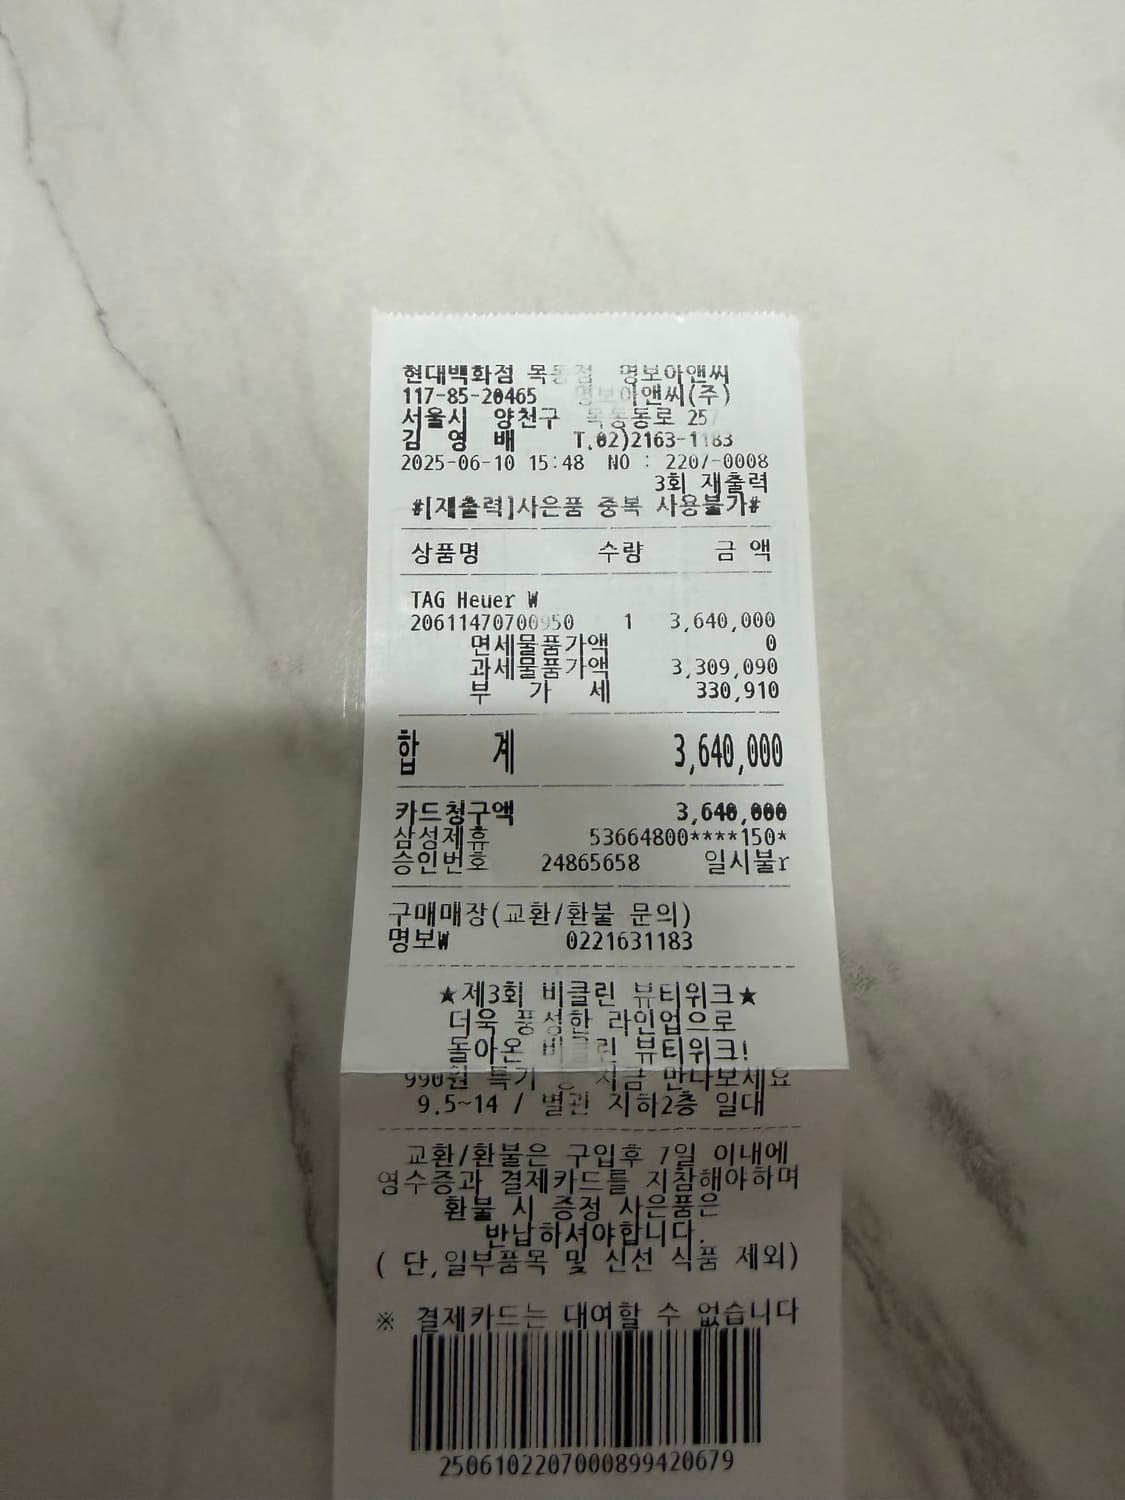 현대백화점 목동점 명보아앤씨
117-85-20465 명보아앤씨(주)
서울시 양천구 목동동로 257
김 영 배 T.02)2163-1183
2025-06-10 15:48 NO : 2207-0008
3회 재출력
#[재출력]사은품 중복 사용불가#
상품명 수량 금 액
TAG Heuer W
20611470700950 1 3,640,000
면세물품가액 0
과세물품가액 3,309,090
부 가 세 330,910
합 계 3,640,000
카드청구액 3,640,000
삼성제휴 53664800****150*
승인번호 24865658 일시불r
구매매장(교환/환불 문의)
명보W 0221631183
★제3회 비클린 뷰티위크★
더욱 풍성한 라인업으로
돌아온 비클린 뷰티위크!
990원 특가 등 지금 만나보세요
9.5~14 / 별관 지하2층 일대
교환/환불은 구입후 7일 이내에
영수증과 결제카드를 지참해야하며
환불 시 증정 사은품은
반납하셔야합니다.
( 단,일부품목 및 신선 식품 제외)
※ 결제카드는 대여할 수 없습니다
2506102207000899420679